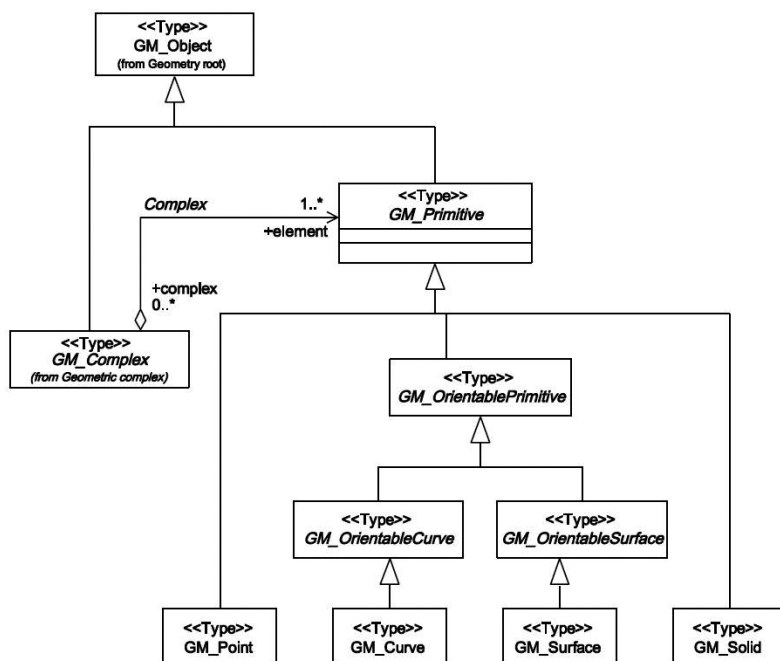 <<Type>>
GM_Object
(from Geometry root)
Complex
1..*
+element
<<Type>>
GM_Primitive
+complex
0..*
<<Type>>
GM_Complex
(from Geometric complex)
<<Type>>
GM_OrientablePrimitive
<<Type>>
GM_OrientableCurve
<<Type>>
GM_OrientableSurface
<<Type>>
GM_Point
<<Type>>
GM_Curve
<<Type>>
GM_Surface
<<Type>>
GM_Solid